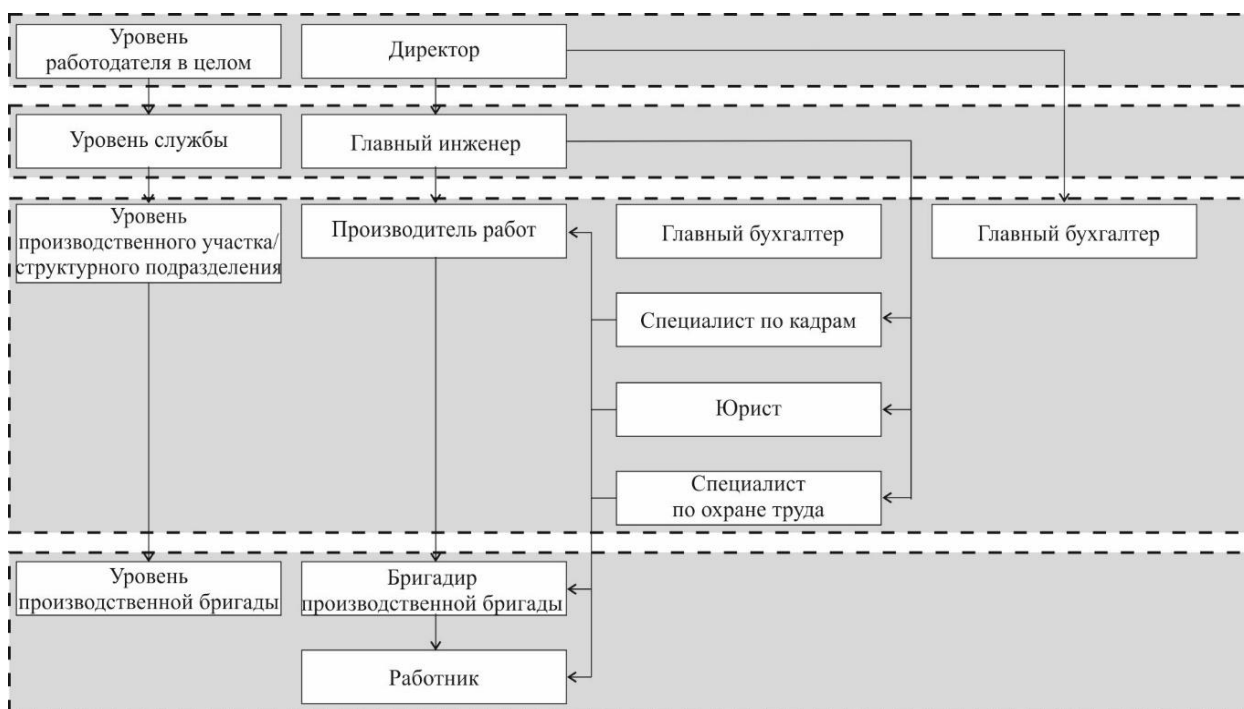 Уровень
работодателя в целом
Директор
Уровень службы
Главный инженер
Уровень
производственного участка/
структурного подразделения
Производитель работ
Главный бухгалтер
Главный бухгалтер
Специалист по кадрам
Юрист
Специалист
по охране труда
Уровень
производственной бригады
Бригадир
производственной бригады
Работник